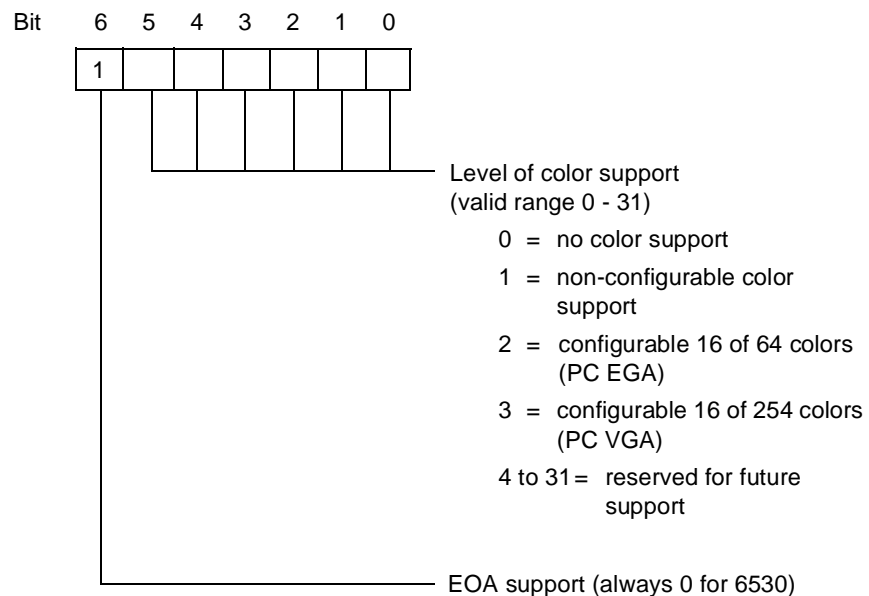 Bit 6 5 4 3 2 1 0
1
Level of color support
(valid range 0 - 31)
0 = no color support
1 = non-configurable color
support
2 = configurable 16 of 64 colors
(PC EGA)
3 = configurable 16 of 254 colors
(PC VGA)
4 to 31 = reserved for future
support
EOA support (always 0 for 6530)